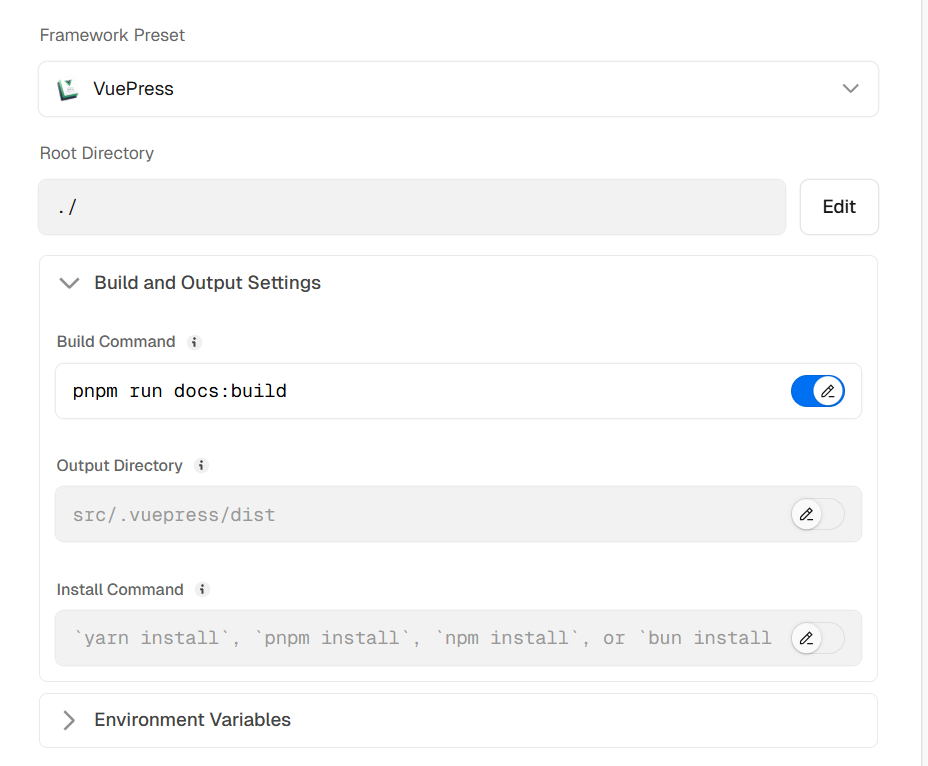 Framework Preset
VuePress
Root Directory
./
Edit
Build and Output Settings
Build Command
pnpm run docs:build
Output Directory
src/.vuepress/dist
Install Command
`yarn install`, `pnpm install`, `npm install`, or `bun install
Environment Variables